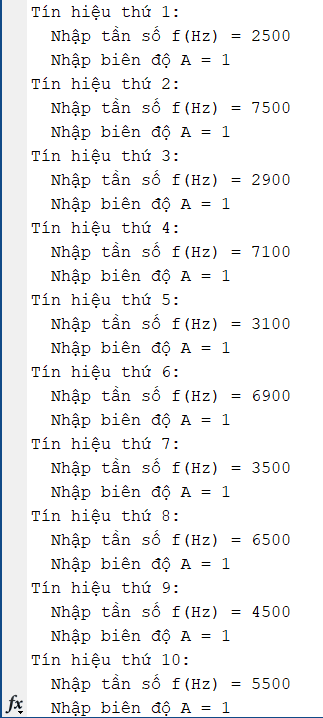 Tín hiệu thứ 1:
Nhập tần số f(Hz) = 2500
Nhập biên độ A = 1
Tín hiệu thứ 2:
Nhập tần số f(Hz) = 7500
Nhập biên độ A = 1
Tín hiệu thứ 3:
Nhập tần số f(Hz) = 2900
Nhập biên độ A = 1
Tín hiệu thứ 4:
Nhập tần số f(Hz) = 7100
Nhập biên độ A = 1
Tín hiệu thứ 5:
Nhập tần số f(Hz) = 3100
Nhập biên độ A = 1
Tín hiệu thứ 6:
Nhập tần số f(Hz) = 6900
Nhập biên độ A = 1
Tín hiệu thứ 7:
Nhập tần số f(Hz) = 3500
Nhập biên độ A = 1
Tín hiệu thứ 8:
Nhập tần số f(Hz) = 6500
Nhập biên độ A = 1
Tín hiệu thứ 9:
Nhập tần số f(Hz) = 4500
Nhập biên độ A = 1
Tín hiệu thứ 10:
Nhập tần số f(Hz) = 5500
fx Nhập biên độ A = 1